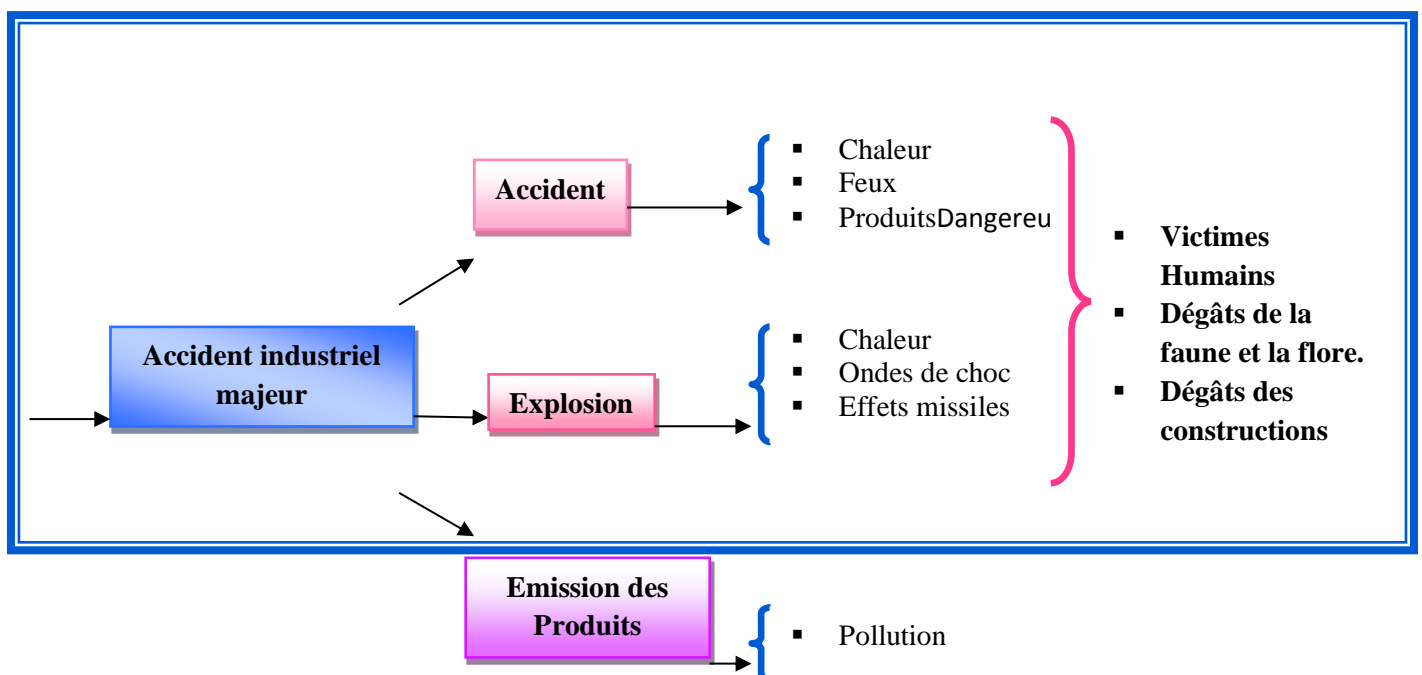 Accident
Chaleur
Feux
ProduitsDangereu
Accident industriel
majeur
Explosion
Chaleur
Ondes de choc
Effets missiles
Victimes
Humains
Dégâts de la
faune et la flore.
Dégâts des
constructions
Emission des
Produits
Pollution